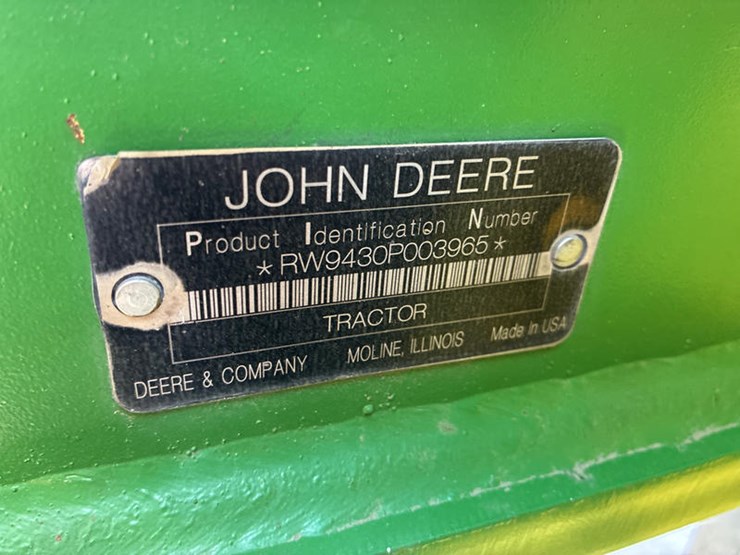 JOHN DEERE
Product Identification Number
*RW9430P003965*
TRACTOR
DEERE & COMPANY MOLINE, ILLINOIS Made In USA